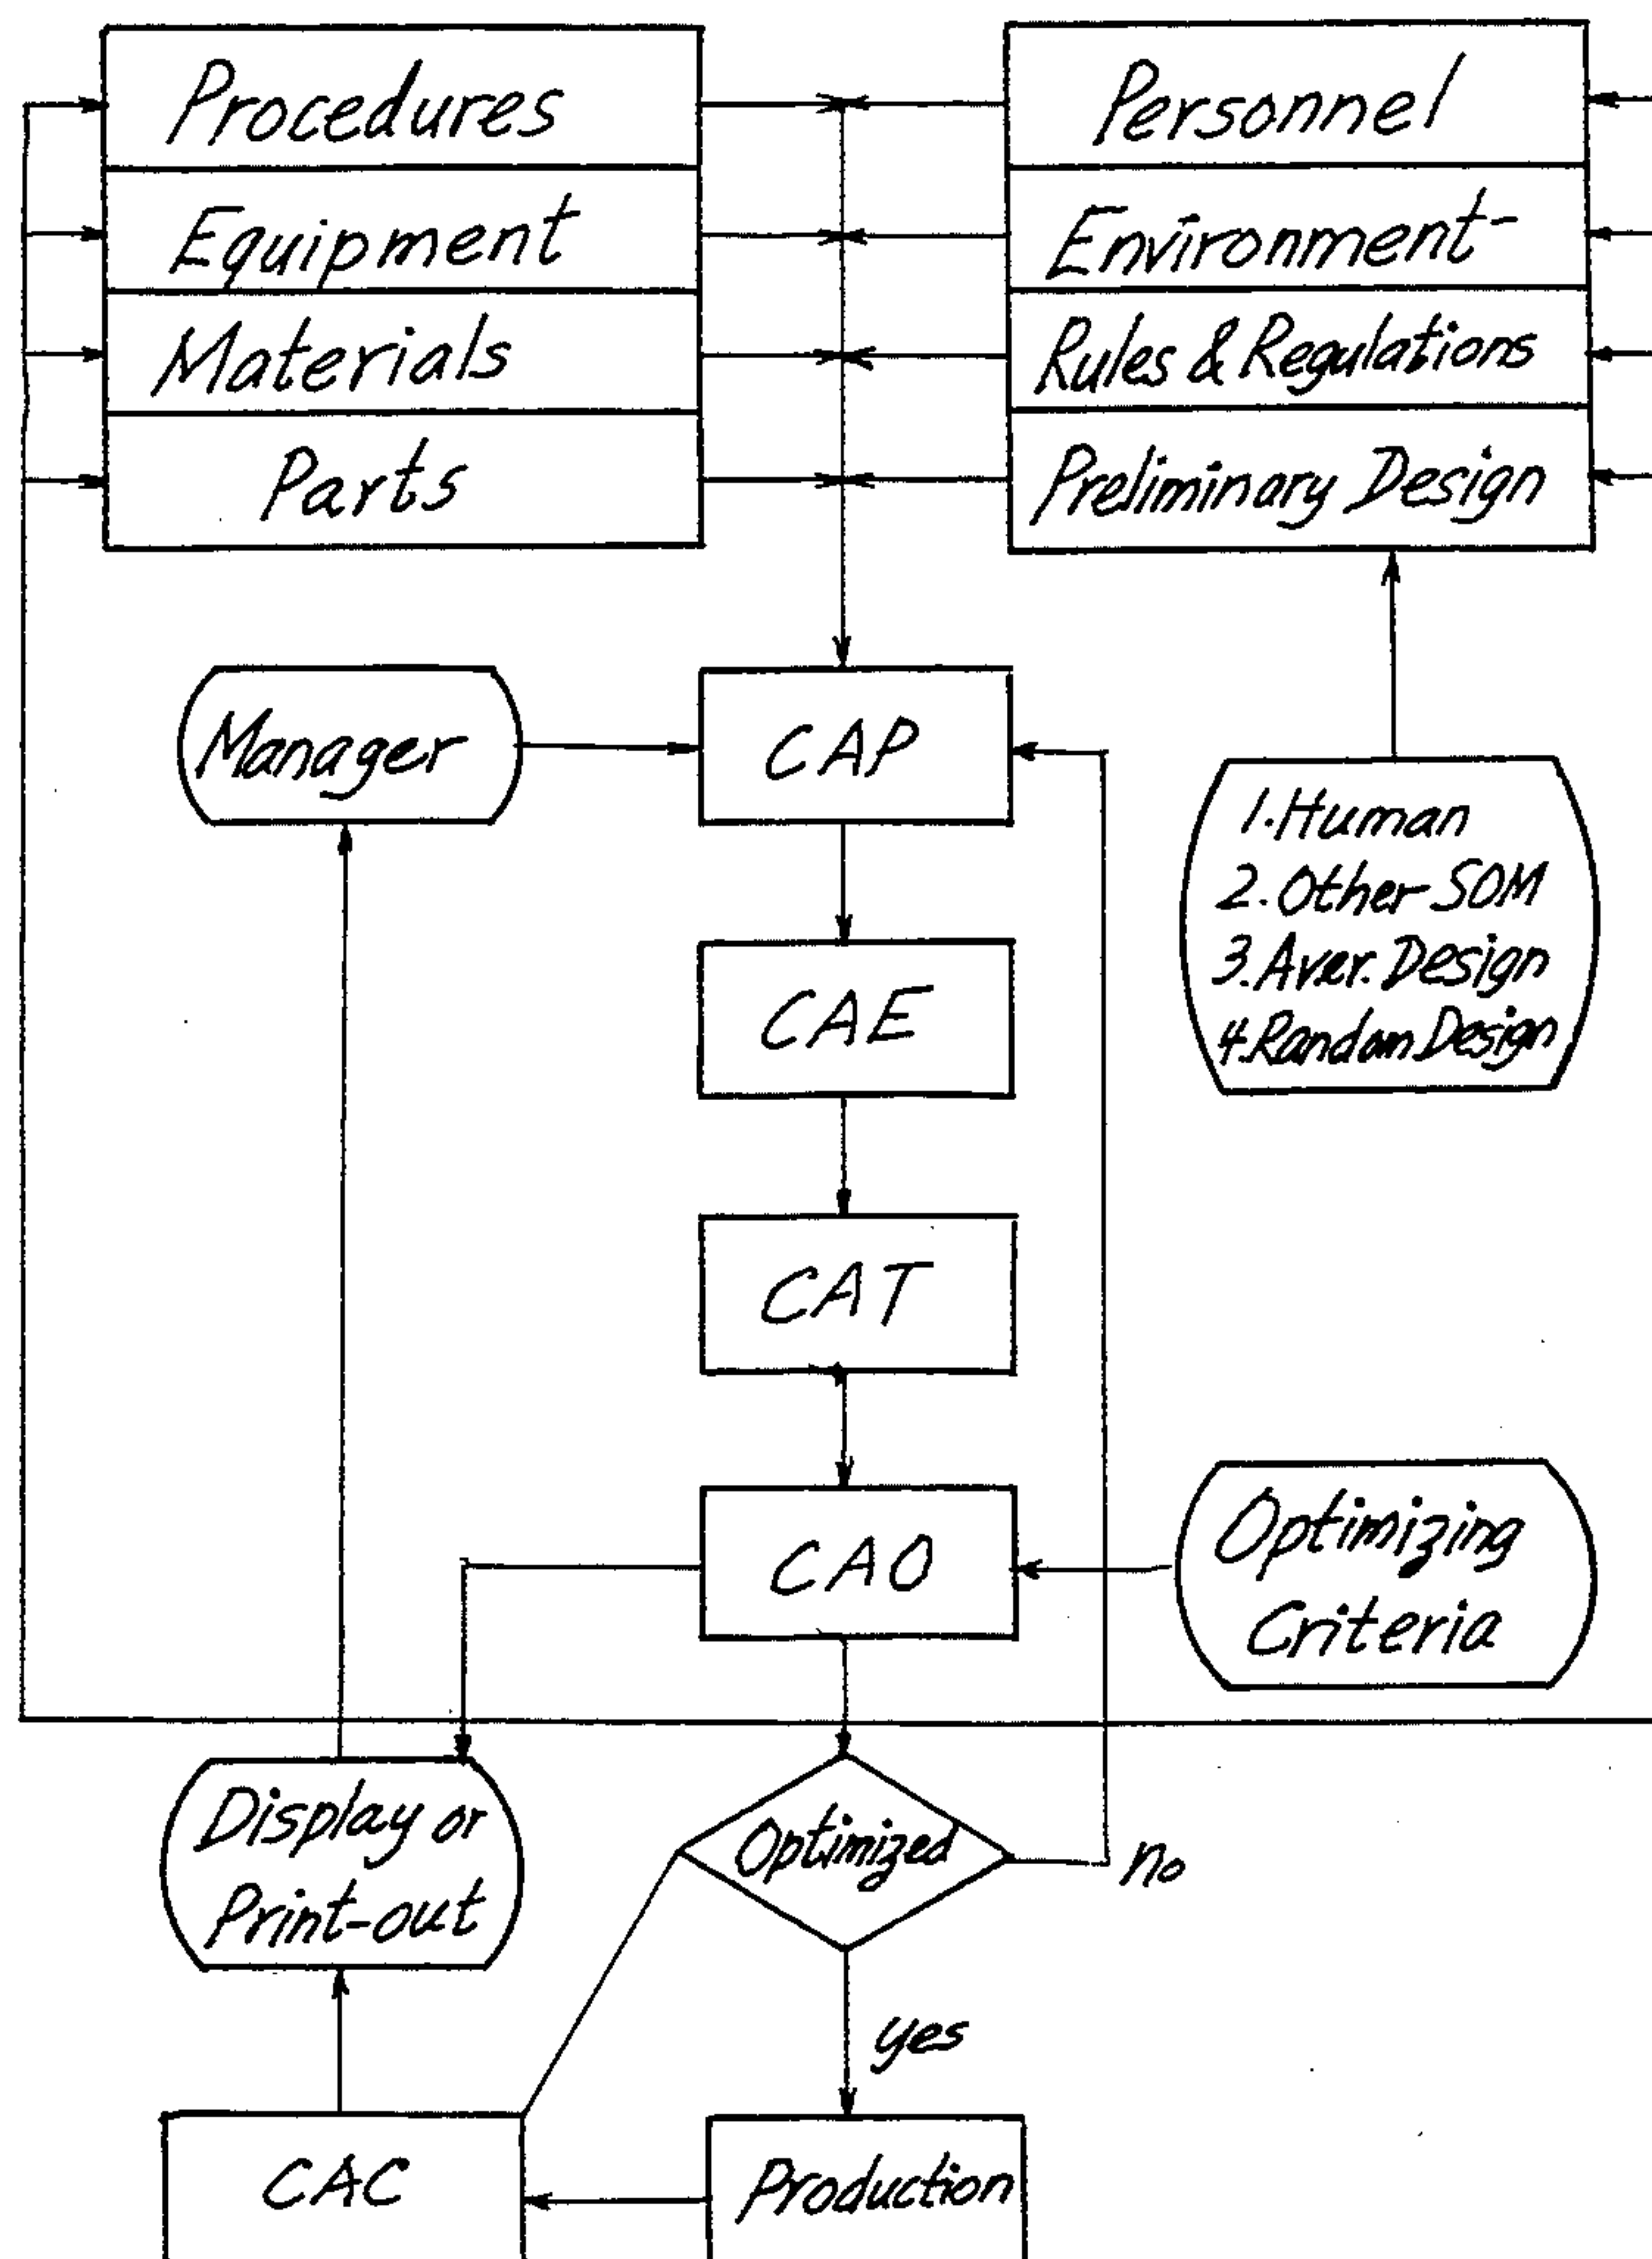 Procedures
Equipment
Materials
Parts
Personnel
Environment
Rules & Regulations
Preliminary Design
Manager
CAP
1. Human
2. Other SOM
3. Aver. Design
4. Random Design
CAE
CAT
CAO
Optimizing
Criteria
Display or
Print-out
Optimized
no
yes
CAC
Production